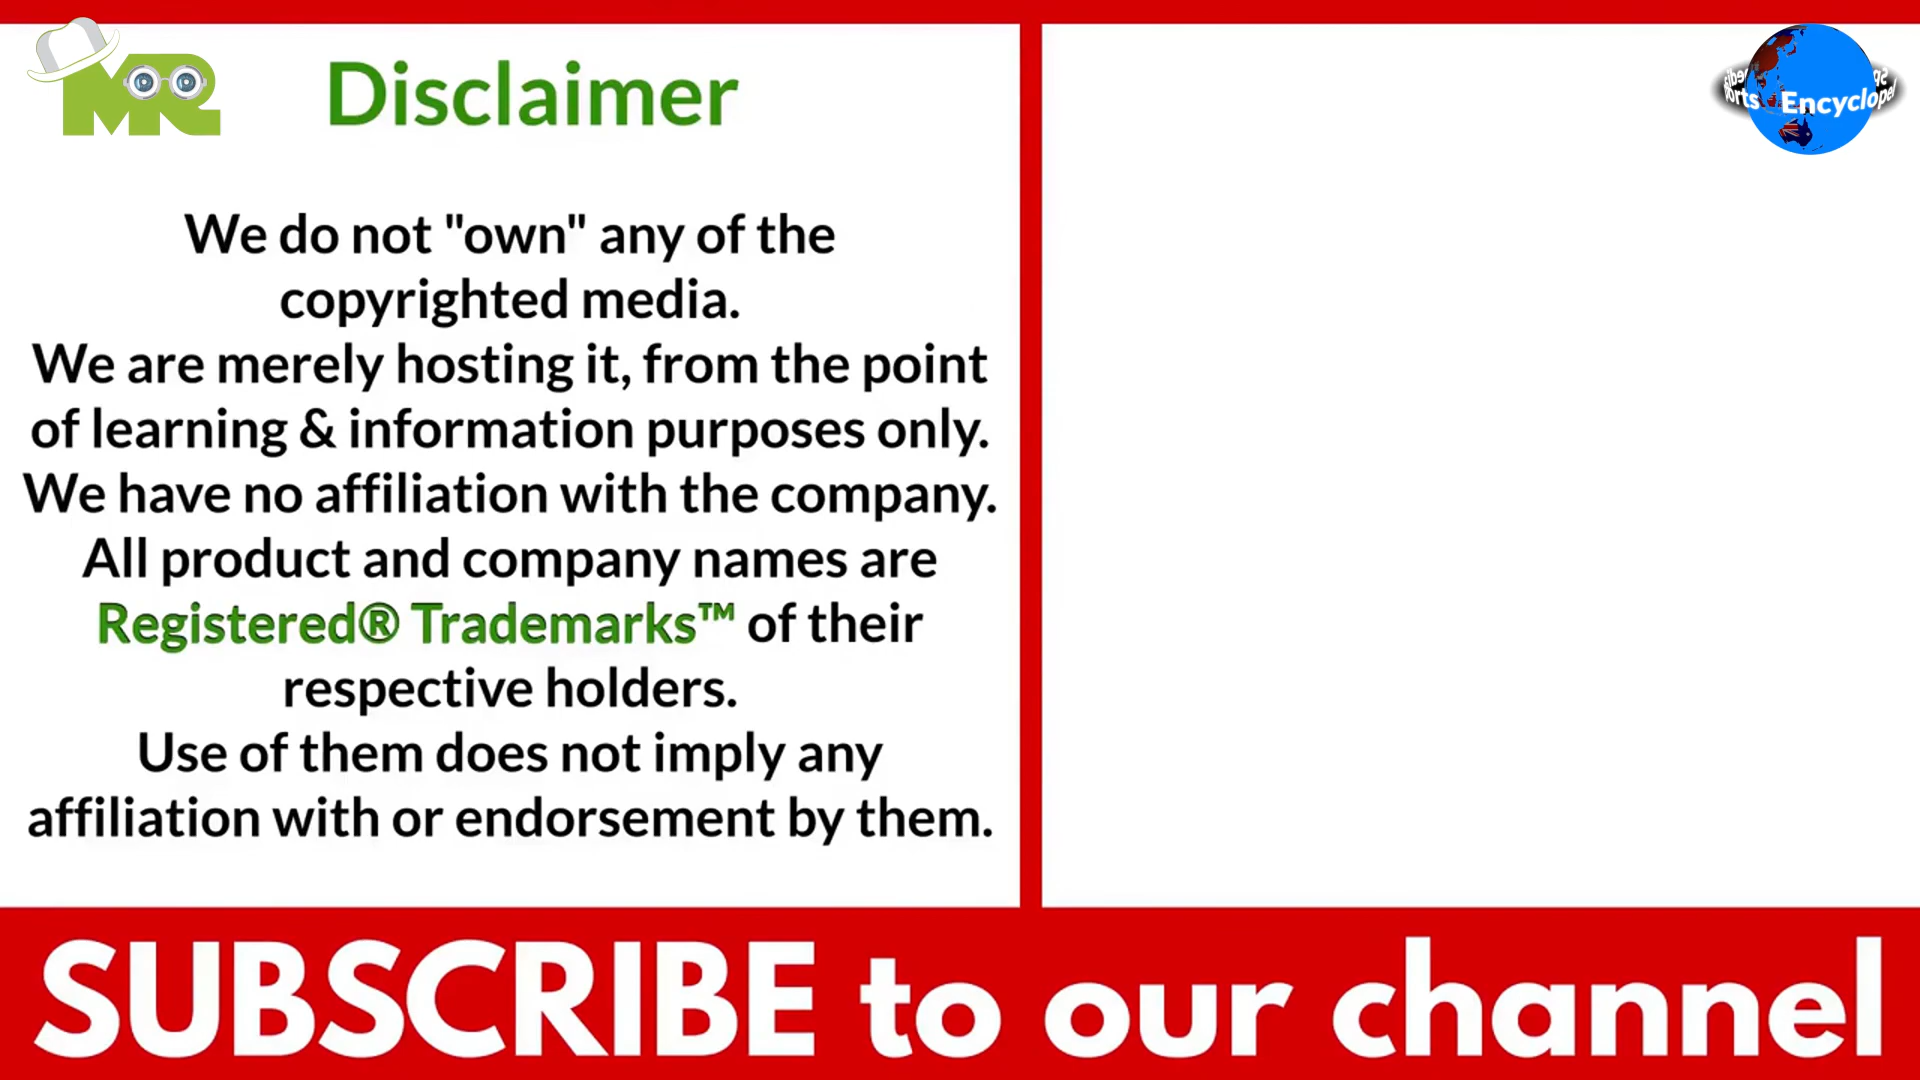 MR
Disclaimer
We do not "own" any of the
copyrighted media.
We are merely hosting it, from the point
of learning & information purposes only.
We have no affiliation with the company.
All product and company names are
Registered® Trademarks™ of their
respective holders.
Use of them does not imply any
affiliation with or endorsement by them.
orts Encyclope
SUBSCRIBE to our channel